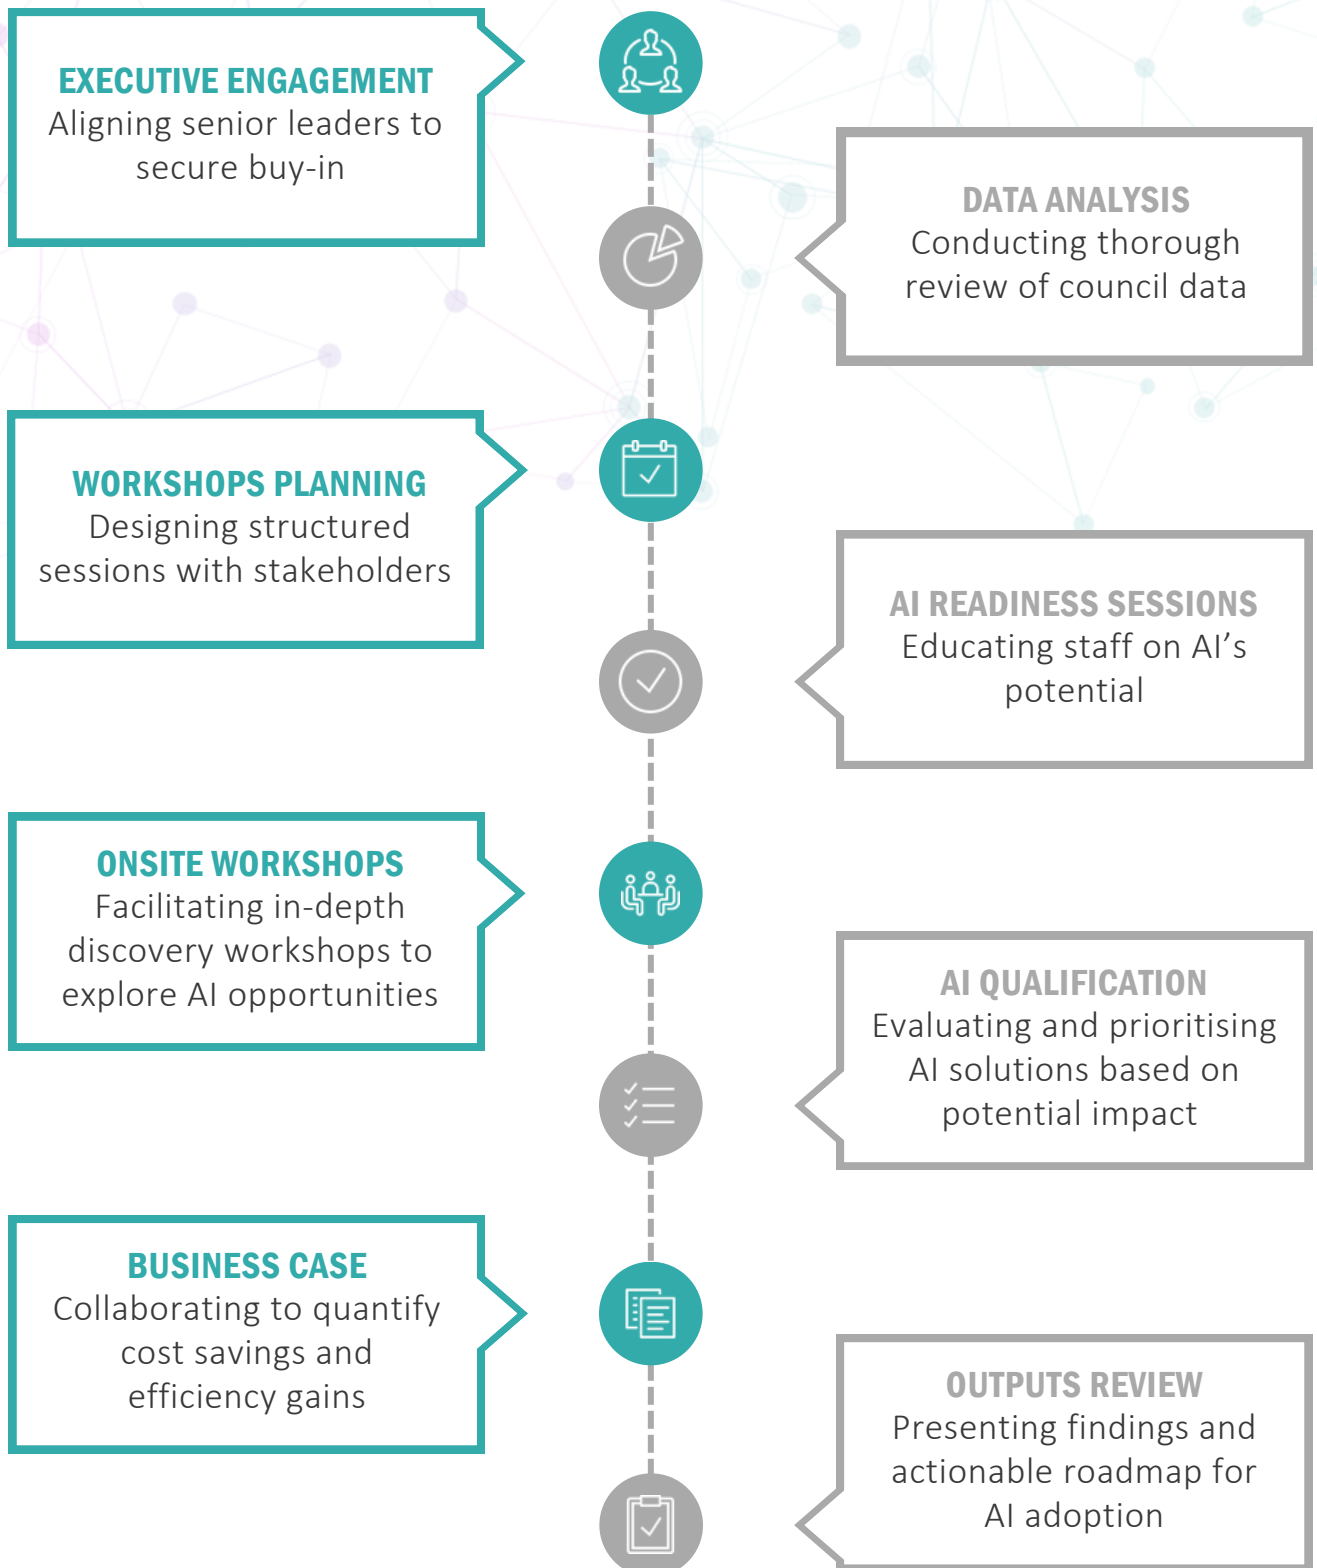 EXECUTIVE ENGAGEMENT
Aligning senior leaders to
secure buy-in
DATA ANALYSIS
Conducting thorough
review of council data
WORKSHOPS PLANNING
Designing structured
sessions with stakeholders
AI READINESS SESSIONS
Educating staff on AI’s
potential
ONSITE WORKSHOPS
Facilitating in-depth
discovery workshops to
explore AI opportunities
AI QUALIFICATION
Evaluating and prioritising
AI solutions based on
potential impact
BUSINESS CASE
Collaborating to quantify
cost savings and
efficiency gains
OUTPUTS REVIEW
Presenting findings and
actionable roadmap for
AI adoption